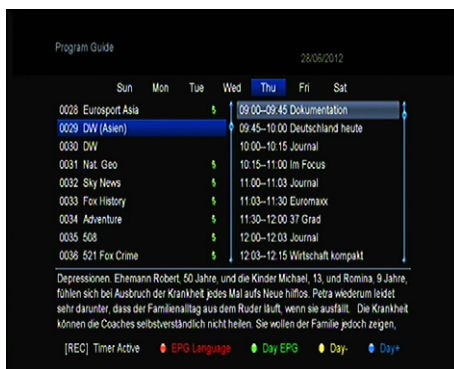 Program Guide
28/06/2012
Sun Mon Tue Wed Thu Fri Sat
0028 Eurosport Asia $
0029 DW (Asien)
0030 DW
0031 Nat. Geo $
0032 Sky News $
0033 Fox History $
0034 Adventure $
0035 508 $
0036 521 Fox Crime $
09:00--09:45 Dokumentation
09:45--10:00 Deutschland heute
10:00--10:15 Journal
10:15--11:00 Im Focus
11:00--11:03 Journal
11:03--11:30 Euromaxx
11:30--12:00 37 Grad
12:00--12:03 Journal
12:03--12:15 Wirtschaft kompakt
Depressionen. Ehemann Robert, 50 Jahre, und die Kinder Michael, 13, und Romina, 9 Jahre,
fühlen sich bei Ausbruch der Krankheit jedes Mal aufs Neue hilflos. Petra wiederum leidet
sehr darunter, dass der Familienalltag aus dem Ruder läuft, wenn sie ausfällt. Die Krankheit
können die Coaches selbstverständlich nicht heilen. Sie wollen der Familie jedoch zeigen,
[REC] Timer Active EPG Language Day EPG Day- Day+